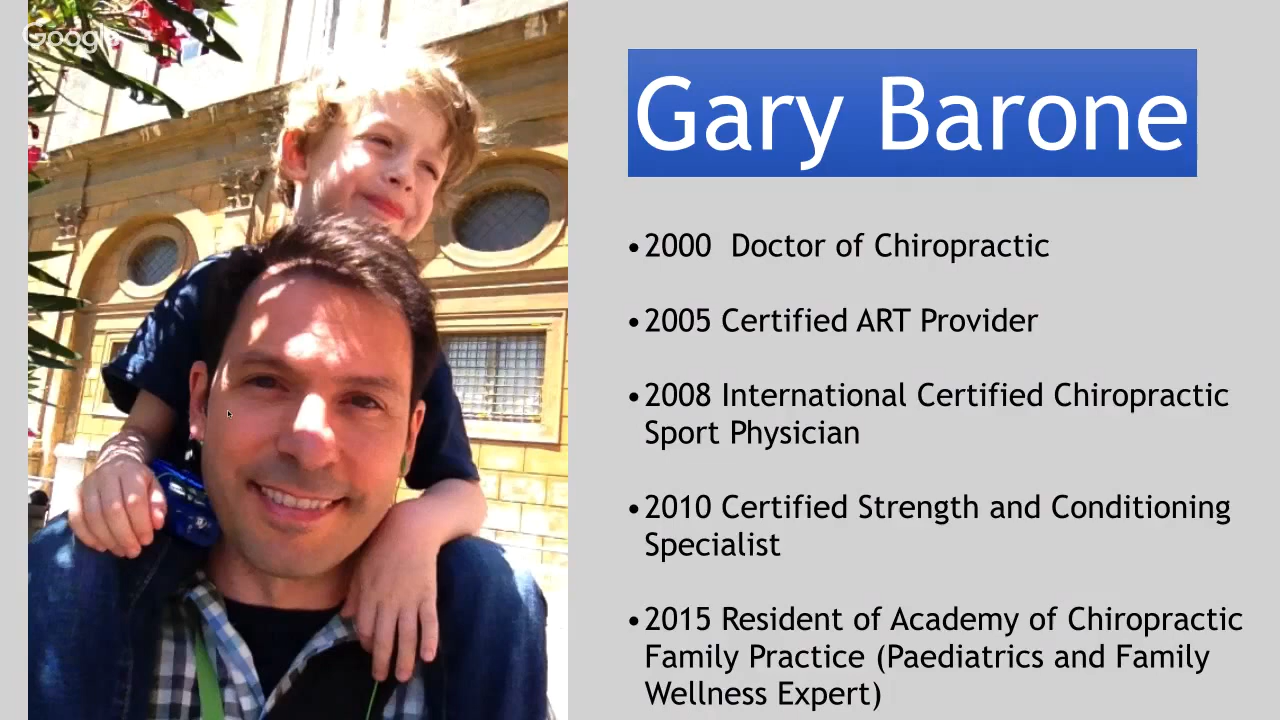 Google
Gary Barone
•2000 Doctor of Chiropractic
•2005 Certified ART Provider
•2008 International Certified Chiropractic
Sport Physician
•2010 Certified Strength and Conditioning
Specialist
•2015 Resident of Academy of Chiropractic
Family Practice (Paediatrics and Family
Wellness Expert)